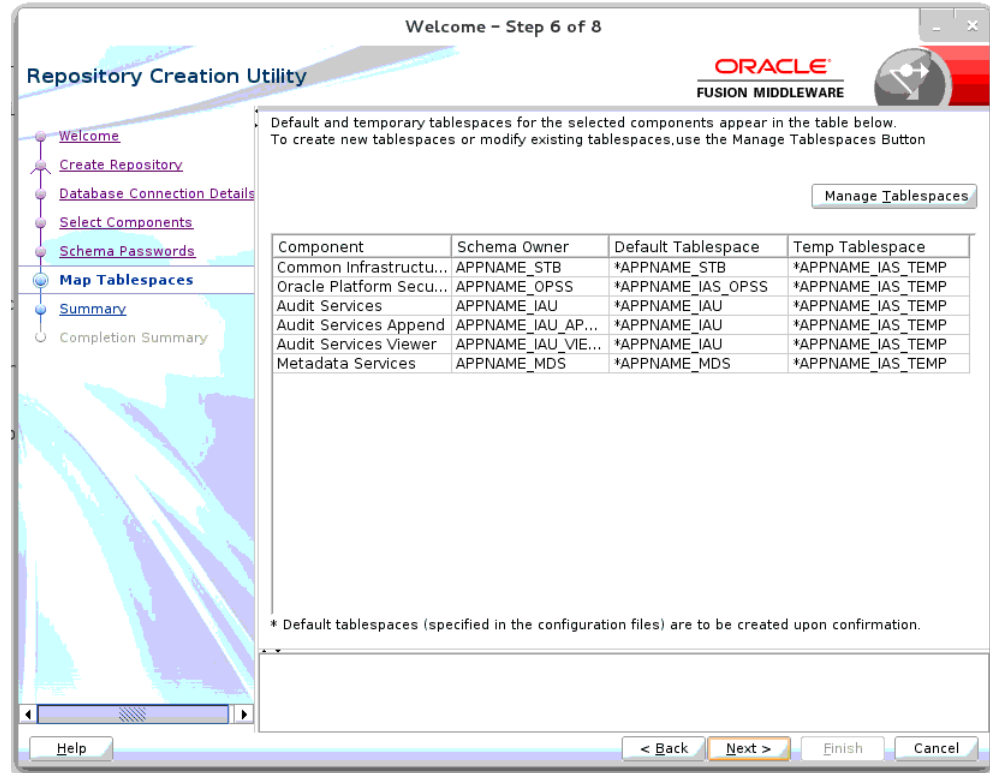 Welcome - Step 6 of 8
Repository Creation Utility
ORACLE
FUSION MIDDLEWARE
Welcome
Create Repository
Database Connection Details
Select Components
Schema Passwords
Map Tablespaces
Summary
Completion Summary
Default and temporary tablespaces for the selected components appear in the table below.
To create new tablespaces or modify existing tablespaces,use the Manage Tablespaces Button
Manage Tablespaces
Component Schema Owner Default Tablespace Temp Tablespace
Common Infrastructu... APPNAME_STB *APPNAME_STB *APPNAME_IAS_TEMP
Oracle Platform Secu... APPNAME_OPSS *APPNAME_IAS_OPSS *APPNAME_IAS_TEMP
Audit Services APPNAME_IAU *APPNAME_IAU *APPNAME_IAS_TEMP
Audit Services Append APPNAME_IAU_AP... *APPNAME_IAU *APPNAME_IAS_TEMP
Audit Services Viewer APPNAME_IAU_VIE... *APPNAME_IAU *APPNAME_IAS_TEMP
Metadata Services APPNAME_MDS *APPNAME_MDS *APPNAME_IAS_TEMP
* Default tablespaces (specified in the configuration files) are to be created upon confirmation.
Help < Back Next > Finish Cancel